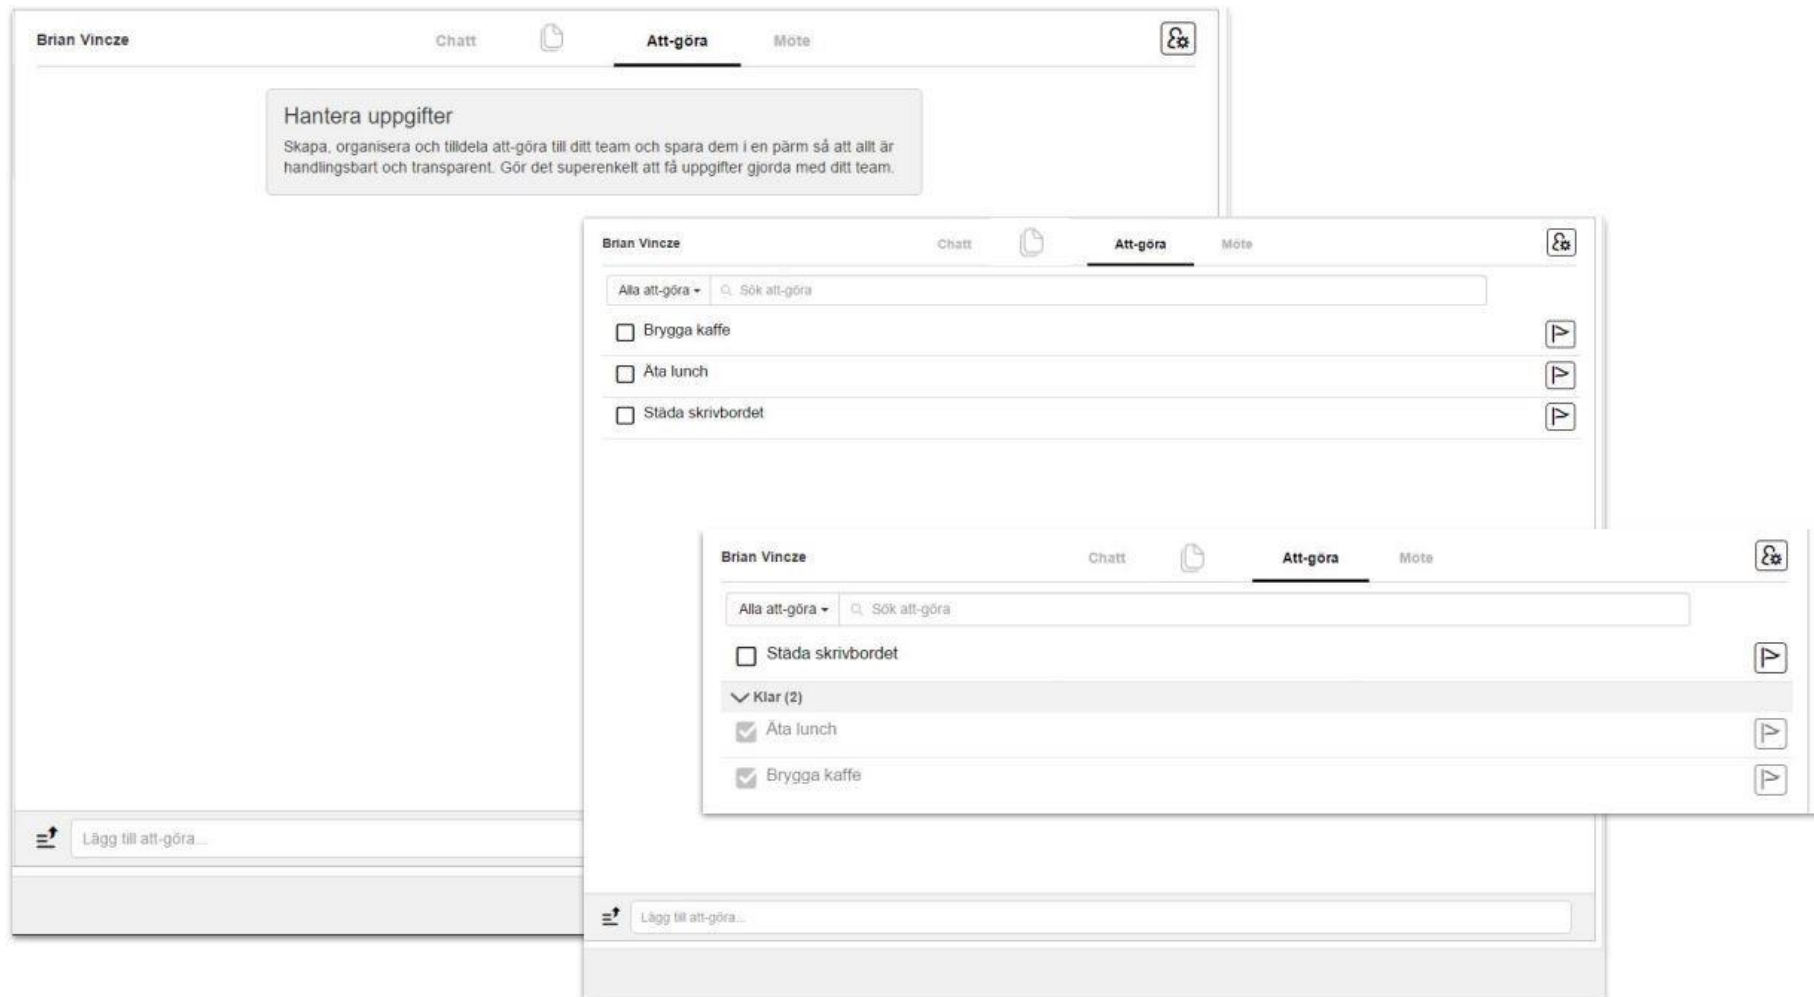 Brian Vincze Chatt Att-göra Möte
Hantera uppgifter
Skapa, organisera och tilldela att-göra till ditt team och spara dem i en pärm så att allt är
handlingsbart och transparent. Gör det superenkelt att få uppgifter gjorda med ditt team.
Lägg till att-göra...
Brian Vincze Chatt Att-göra Möte
Alla att-göra Sök att-göra
Brygga kaffe
Äta lunch
Städa skrivbordet
Lägg till att-göra...
Brian Vincze Chatt Att-göra Möte
Alla att-göra Sök att-göra
Städa skrivbordet
Klar (2)
Äta lunch
Brygga kaffe